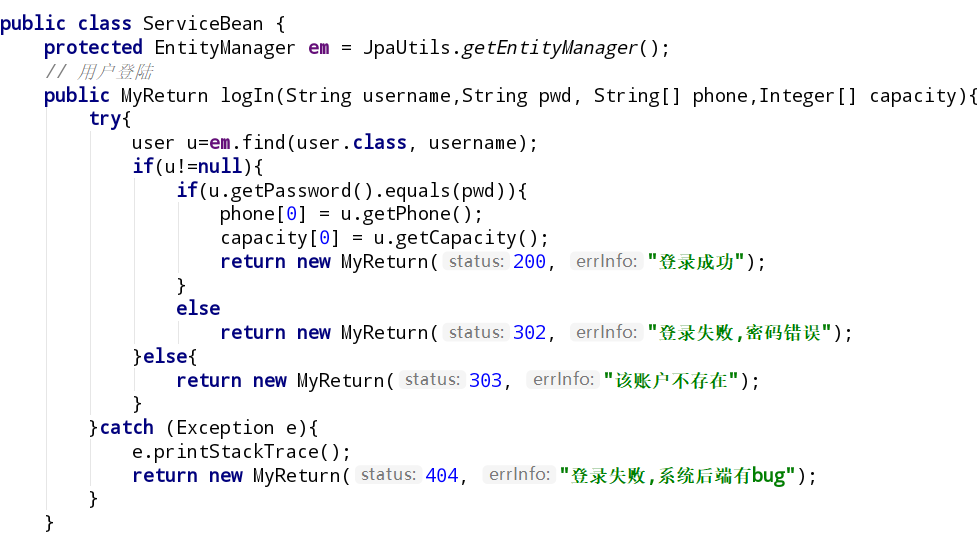 public class ServiceBean {
protected EntityManager em = JpaUtils.getEntityManager();
// 用户登陆
public MyReturn logIn(String username,String pwd, String[] phone,Integer[] capacity){
try{
user u=em.find(user.class, username);
if(u!=null){
if(u.getPassword().equals(pwd)){
phone[0] = u.getPhone();
capacity[0] = u.getCapacity();
return new MyReturn( status: 200, errInfo: "登录成功");
}
else
return new MyReturn( status: 302, errInfo: "登录失败,密码错误");
}else{
return new MyReturn( status: 303, errInfo: "该账户不存在");
}
}catch (Exception e){
e.printStackTrace();
return new MyReturn( status: 404, errInfo: "登录失败,系统后端有bug");
}
}